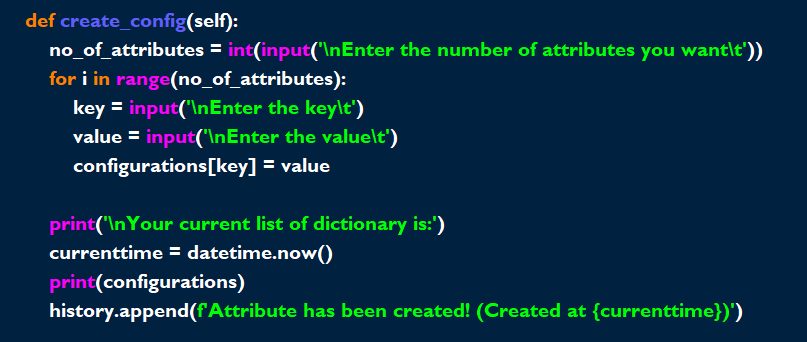 def create_config(self):
    no_of_attributes = int(input('\nEnter the number of attributes you want\t'))
    for i in range(no_of_attributes):
        key = input('\nEnter the key\t')
        value = input('\nEnter the value\t')
        configurations[key] = value

    print('\nYour current list of dictionary is:')
    currenttime = datetime.now()
    print(configurations)
    history.append(f'Attribute has been created! (Created at {currenttime})')